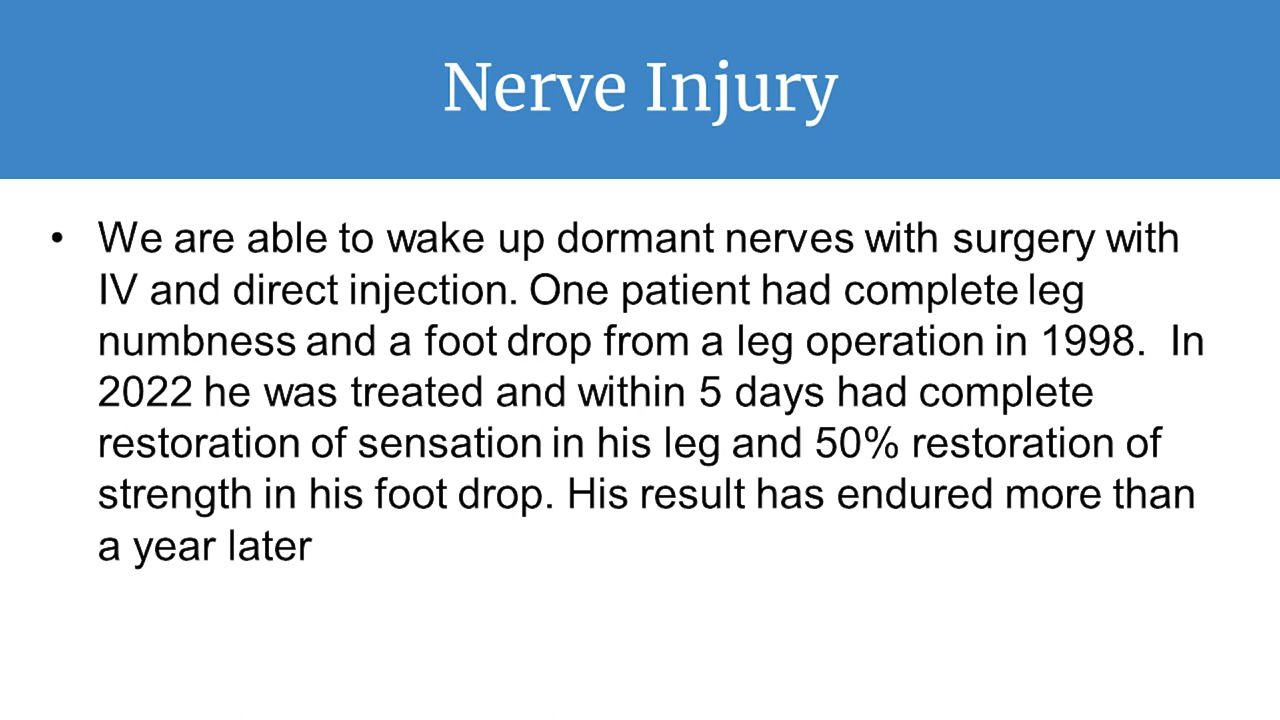 Nerve Injury
• We are able to wake up dormant nerves with surgery with
IV and direct injection. One patient had complete leg
numbness and a foot drop from a leg operation in 1998.  In
2022 he was treated and within 5 days had complete
restoration of sensation in his leg and 50% restoration of
strength in his foot drop. His result has endured more than
a year later